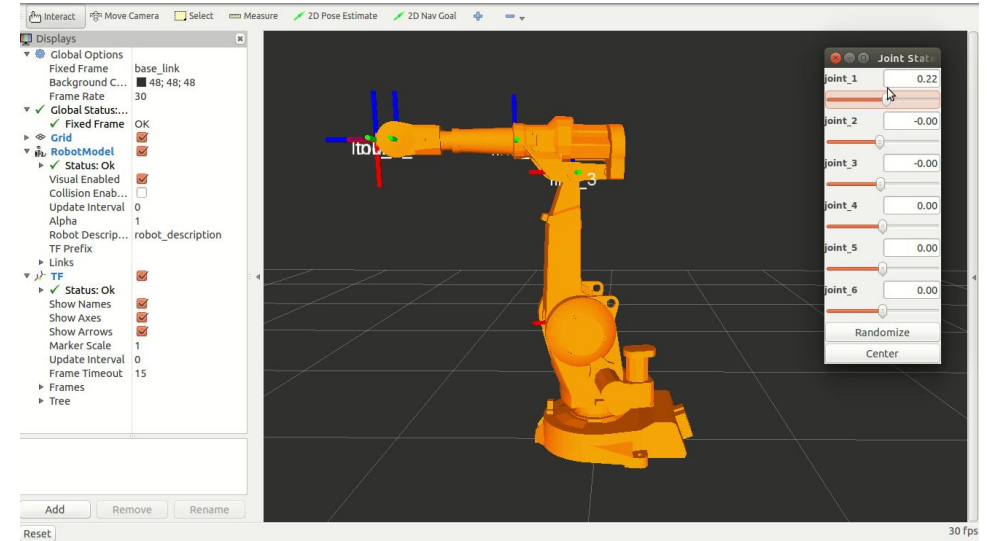 Interact Move Camera Select Measure 2D Pose Estimate 2D Nav Goal
Displays
Global Options
Fixed Frame base_link
Background C... 48; 48; 48
Frame Rate 30
Global Status:...
Fixed Frame OK
Grid
RobotModel
Status: Ok
Visual Enabled
Collision Enab...
Update Interval 0
Alpha 1
Robot Descrip... robot_description
TF Prefix
Links
TF
Status: Ok
Show Names
Show Axes
Show Arrows
Marker Scale 1
Update Interval 0
Frame Timeout 15
Frames
Tree
Add Remove Rename
Reset
Joint State
joint_1 0.22
joint_2 -0.00
joint_3 -0.00
joint_4 0.00
joint_5 0.00
joint_6 0.00
Randomize
Center
30 fps